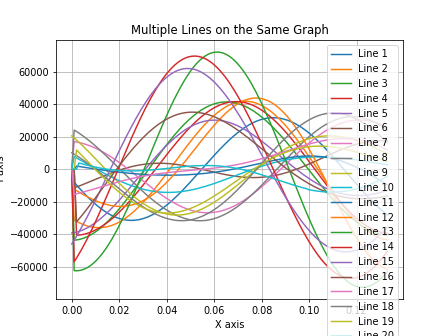 Multiple Lines on the Same Graph
60000
40000
20000
0
−20000
−40000
−60000
0.00
0.02
0.04
0.06
0.08
0.10
X axis
axis
Line 1
Line 2
Line 3
Line 4
Line 5
Line 6
Line 7
Line 8
Line 9
Line 10
Line 11
Line 12
Line 13
Line 14
Line 15
Line 16
Line 17
Line 18
Line 19
Line 20